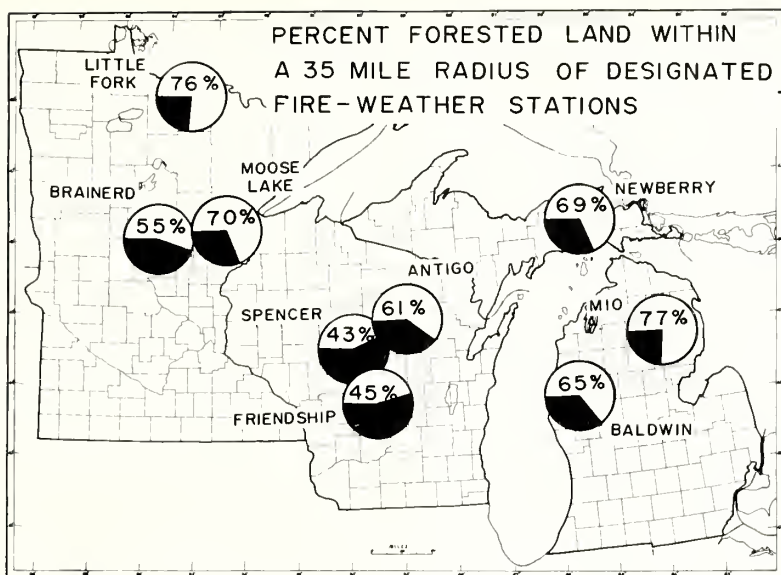 PERCENT FORESTED LAND WITHIN
A 35 MILE RADIUS OF DESIGNATED
FIRE-WEATHER STATIONS
LITTLE
FORK
76%
MOOSE
LAKE
BRAINERD
55%
70%
NEWBERRY
69%
ANTIGO
SPENCER
61%
43%
MIO
77%
45%
FRIENDSHIP
65%
BALDWIN
MILES